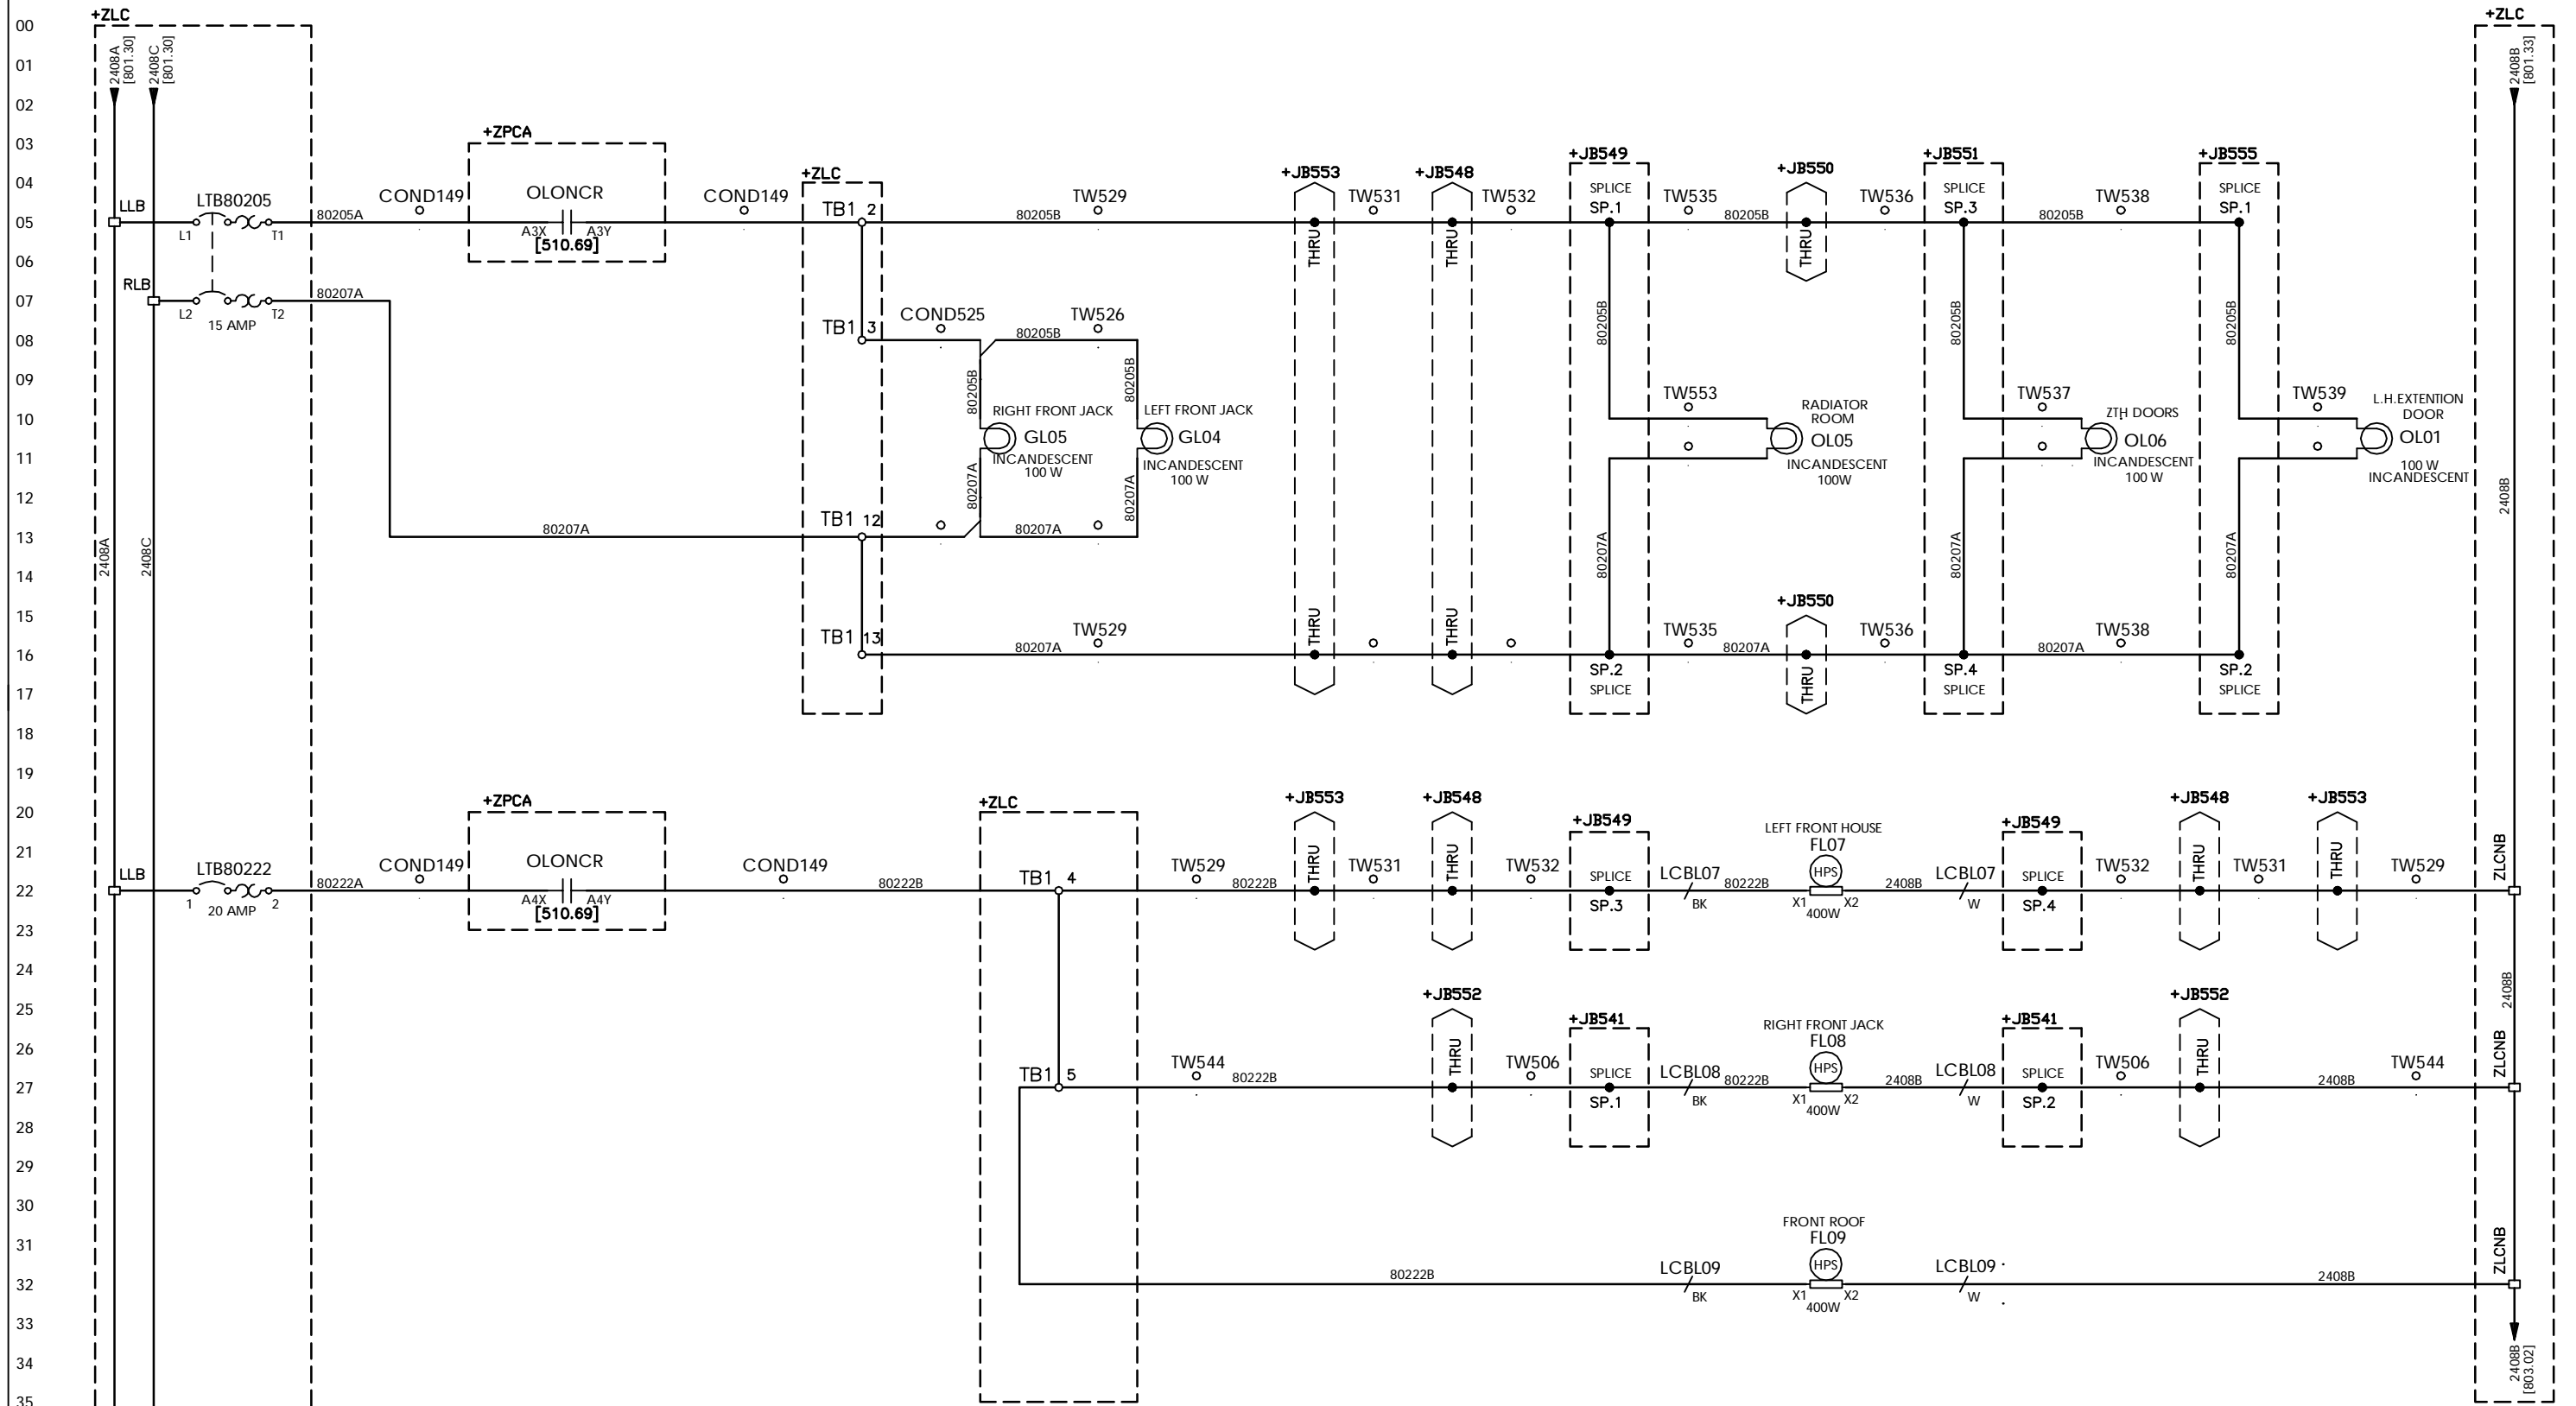 00
+ZLC
+ZLC
2408A
[801.30]
2408C
[801.30]
2408B
[801.33]
01
02
03
+ZPCA
04
+ZLC
+JB553
+JB548
+JB549
+JB550
+JB551
+JB555
LLB
LTB80205
COND149
OLONCR
COND149
TB1 2
TW529
TW531
TW532
SPLICE
SP.1
TW535
TW536
SPLICE
SP.3
TW538
SPLICE
SP.1
05
L1
T1
80205A
A3X
A3Y
[510.69]
80205B
THRU
THRU
80205B
THRU
80205B
06
07
RLB
L2
T2
15 AMP
80207A
08
TB1 3
COND525
80205B
TW526
80205B
80205B
80205B
80205B
80205B
09
10
RIGHT FRONT JACK
GL05
INCANDESCENT
100 W
LEFT FRONT JACK
GL04
INCANDESCENT
100 W
TW553
RADIATOR
ROOM
OL05
INCANDESCENT
100W
TW537
ZTH DOORS
OL06
INCANDESCENT
100 W
TW539
L.H.EXTENTION
DOOR
OL01
100 W
INCANDESCENT
11
12
80207A
80207A
2408B
13
2408A
2408C
80207A
TB1 12
80207A
80207A
80207A
80207A
14
15
+JB550
16
TB1 13
TW529
80207A
THRU
THRU
TW535
80207A
TW536
80207A
TW538
17
SP.2
SPLICE
THRU
SP.4
SPLICE
SP.2
SPLICE
18
19
20
+ZPCA
+ZLC
+JB553
+JB548
+JB549
LEFT FRONT HOUSE
FL07
HPS
+JB549
+JB548
+JB553
21
22
LLB
LTB80222
1
2
20 AMP
80222A
COND149
OLONCR
A4X
A4Y
[510.69]
COND149
80222B
TB1 4
TW529
80222B
THRU
TW531
THRU
TW532
SPLICE
SP.3
LCBL07
BK
80222B
X1
X2
400W
2408B
LCBL07
W
SPLICE
SP.4
TW532
THRU
TW531
THRU
TW529
ZLCNB
23
24
25
+JB552
+JB541
RIGHT FRONT JACK
FL08
HPS
+JB541
+JB552
2408B
26
27
TB1 5
TW544
80222B
THRU
TW506
SPLICE
SP.1
LCBL08
BK
80222B
X1
X2
400W
2408B
LCBL08
W
SPLICE
SP.2
TW506
THRU
2408B
TW544
ZLCNB
28
29
30
31
FRONT ROOF
FL09
HPS
32
80222B
LCBL09
BK
X1
X2
400W
LCBL09
W
2408B
ZLCNB
33
34
2408B
[803.02]
35